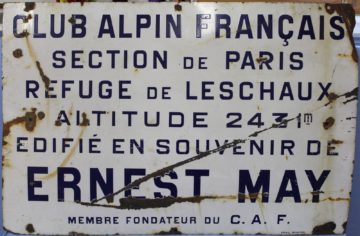 CLUB ALPIN FRANÇAIS
SECTION DE PARIS
REFUGE DE LESCHAUX
ALTITUDE 2431m
EDIFIÉ EN SOUVENIR DE
ERNEST MAY
MEMBRE FONDATEUR DU C. A. F.